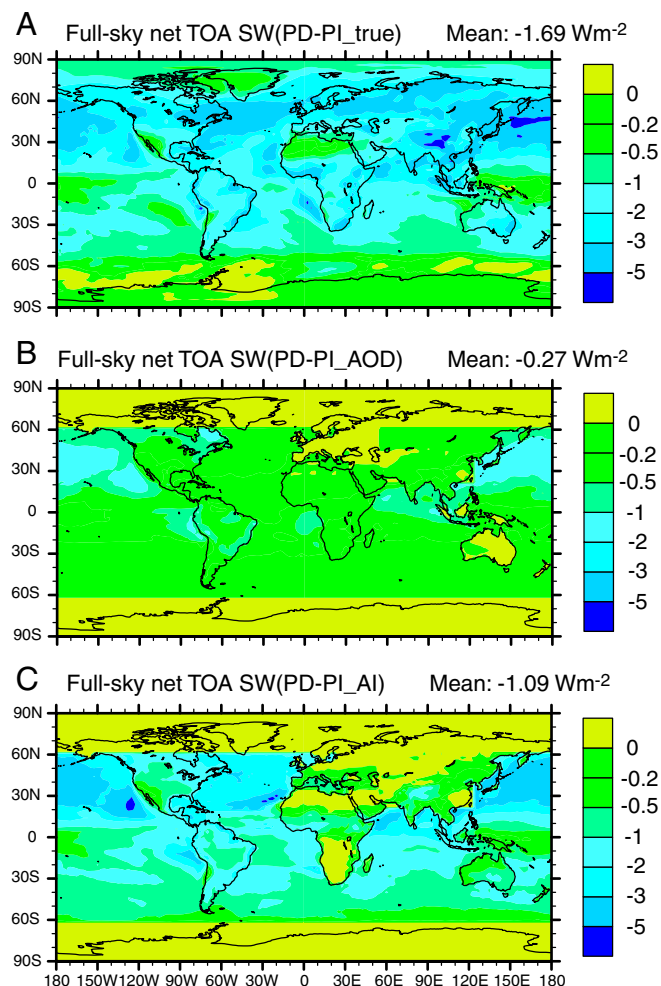 A Full-sky net TOA SW(PD-PI_true) Mean: -1.69 Wm-2
90N
60N
30N
0
30S
60S
90S
0
-0.2
-0.5
-1
-2
-3
-5
B Full-sky net TOA SW(PD-PI_AOD) Mean: -0.27 Wm-2
90N
60N
30N
0
30S
60S
90S
0
-0.2
-0.5
-1
-2
-3
-5
C Full-sky net TOA SW(PD-PI_AI) Mean: -1.09 Wm-2
90N
60N
30N
0
30S
60S
90S
0
-0.2
-0.5
-1
-2
-3
-5
180 150W 120W 90W 60W 30W 0 30E 60E 90E 120E 150E 180